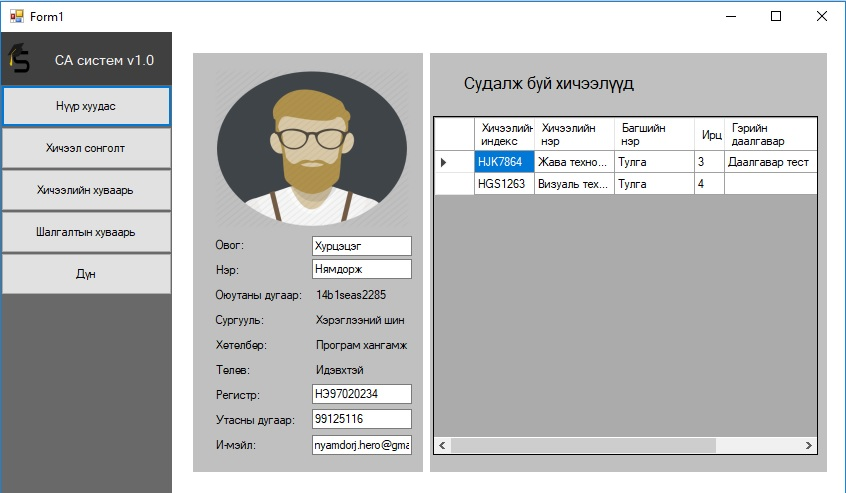 Form1
СА систем v1.0
Нүүр хуудас
Хичээл сонголт
Хичээлийн хуваарь
Шалгалтын хуваарь
Дүн
Овог: Хурцэцэг
Нэр: Нямдорж
Оюутаны дугаар: 14b1seas2285
Сургууль: Хэрэглээний шин
Хөтөлбөр: Програм хангамж
Төлөв: Идэвхтэй
Регистр: НЭ97020234
Утасны дугаар: 99125116
И-мэйл: nyamdorj.hero@gma
Судалж буй хичээлүүд
Хичээлийн индекс Хичээлийн нэр Багшийн нэр Ирц Гэрийн даалгавар
HJK7864 Жава техно... Тулга 3 Даалгавар тест
HGS1263 Визуаль тех... Тулга 4